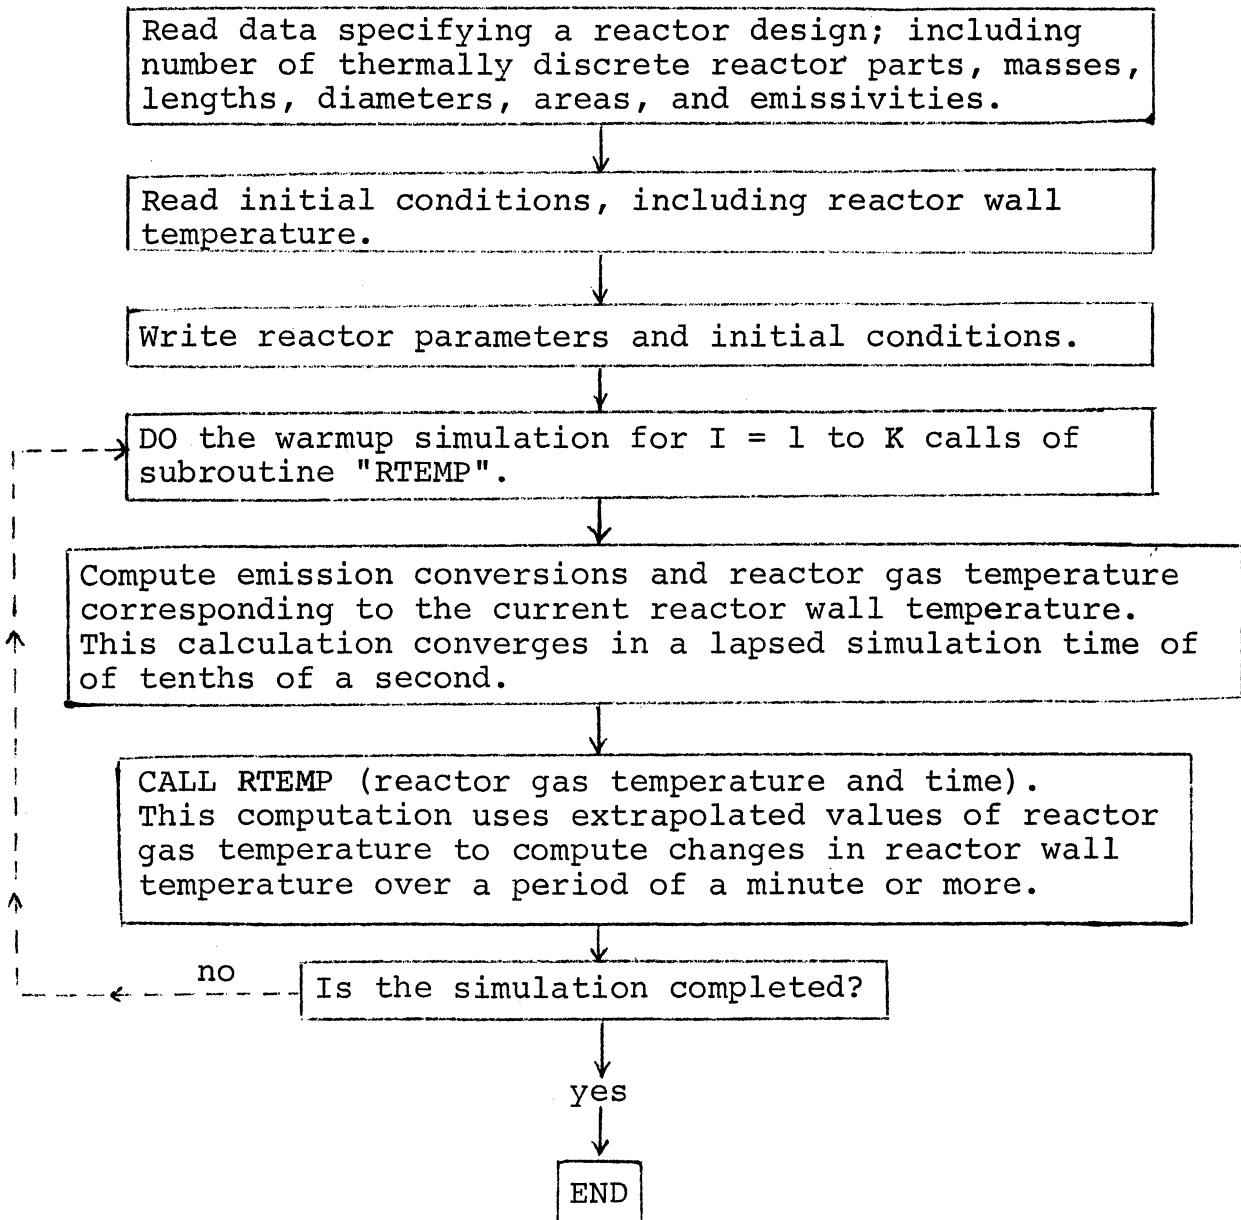 Read data specifying a reactor design; including
number of thermally discrete reactor parts, masses,
lengths, diameters, areas, and emissivities.
Read initial conditions, including reactor wall
temperature.
Write reactor parameters and initial conditions.
DO the warmup simulation for I = 1 to K calls of
subroutine "RTEMP".
Compute emission conversions and reactor gas temperature
corresponding to the current reactor wall temperature.
This calculation converges in a lapsed simulation time of
of tenths of a second.
CALL RTEMP (reactor gas temperature and time).
This computation uses extrapolated values of reactor
gas temperature to compute changes in reactor wall
temperature over a period of a minute or more.
no
Is the simulation completed?
yes
END